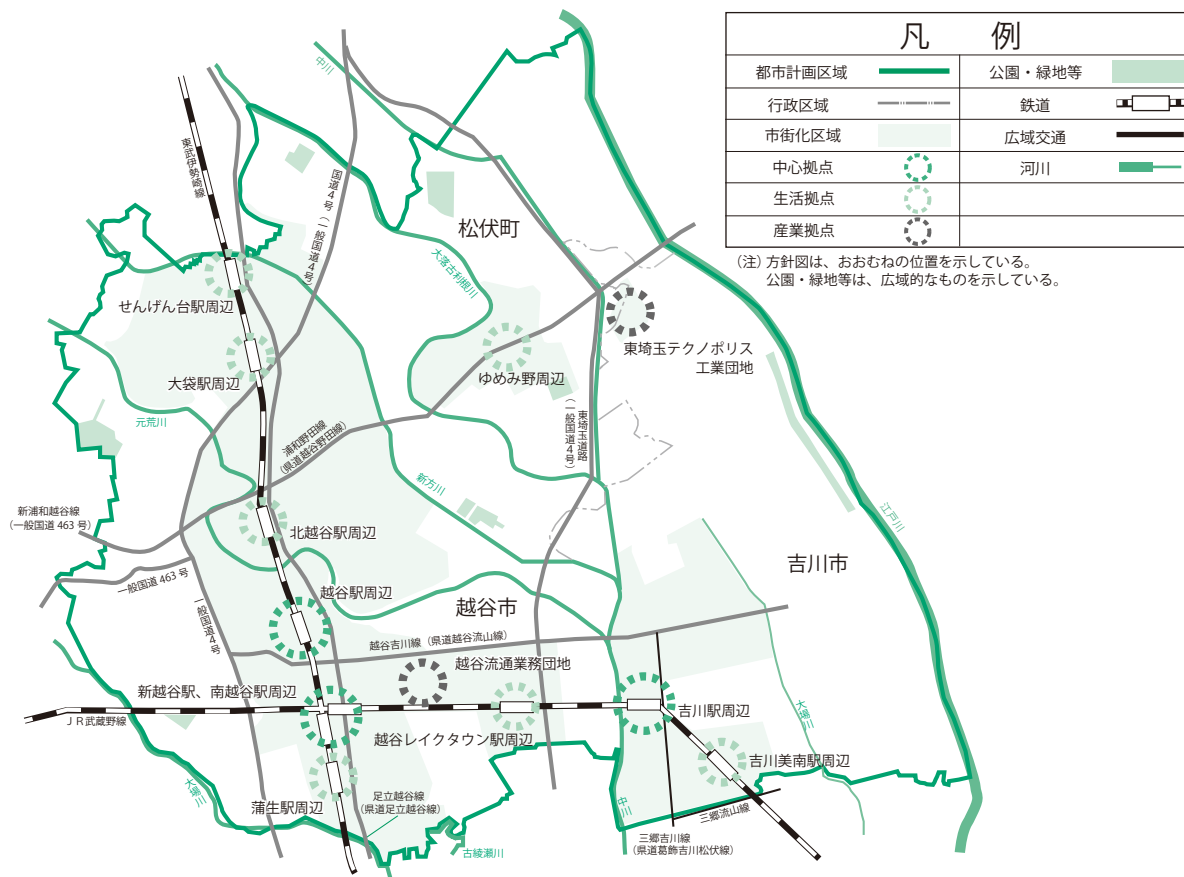 凡　例
都市計画区域
公園・緑地等
行政区域
鉄道
市街化区域
広域交通
中心拠点
河川
生活拠点
産業拠点
(注) 方針図は、おおむねの位置を示している。
公園・緑地等は、広域的なものを示している。
中川
東武伊勢崎線
国道4号(一般国道4号)
松伏町
大落古利根川
せんげん台駅周辺
東埼玉テクノポリス
工業団地
大袋駅周辺
ゆめみ野周辺
元荒川
浦和野田線
(県道越谷野田線)
東埼玉道路
(一般国道4号)
新方川
新浦和越谷線
(一般国道 463 号)
江戸川
北越谷駅周辺
吉川市
一般国道 463 号
越谷駅周辺
越谷市
一般国道4号
越谷吉川線(県道越谷流山線)
越谷流通業務団地
新越谷駅、南越谷駅周辺
吉川駅周辺
JR武蔵野線
大場川
越谷レイクタウン駅周辺
吉川美南駅周辺
大場川
蒲生駅周辺
足立越谷線
(県道足立越谷線)
中川
三郷流山線
三郷吉川線
(県道葛飾吉川松伏線)
古綾瀬川